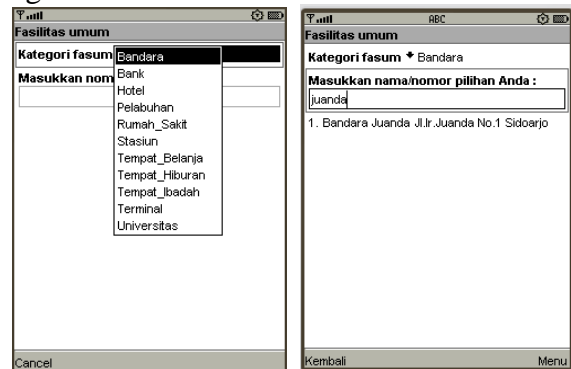 Fasilitas umum
Kategori fasum Bandara
Bank
Hotel
Pelabuhan
Rumah_Sakit
Stasiun
Tempat_Belanja
Tempat_Hiburan
Tempat_Ibadah
Terminal
Universitas
Masukkan nom
Cancel
ABC
Fasilitas umum
Kategori fasum Bandara
Masukkan nama/nomor pilihan Anda :
juanda
1. Bandara Juanda Jl.Ir.Juanda No.1 Sidoarjo
Kembali Menu